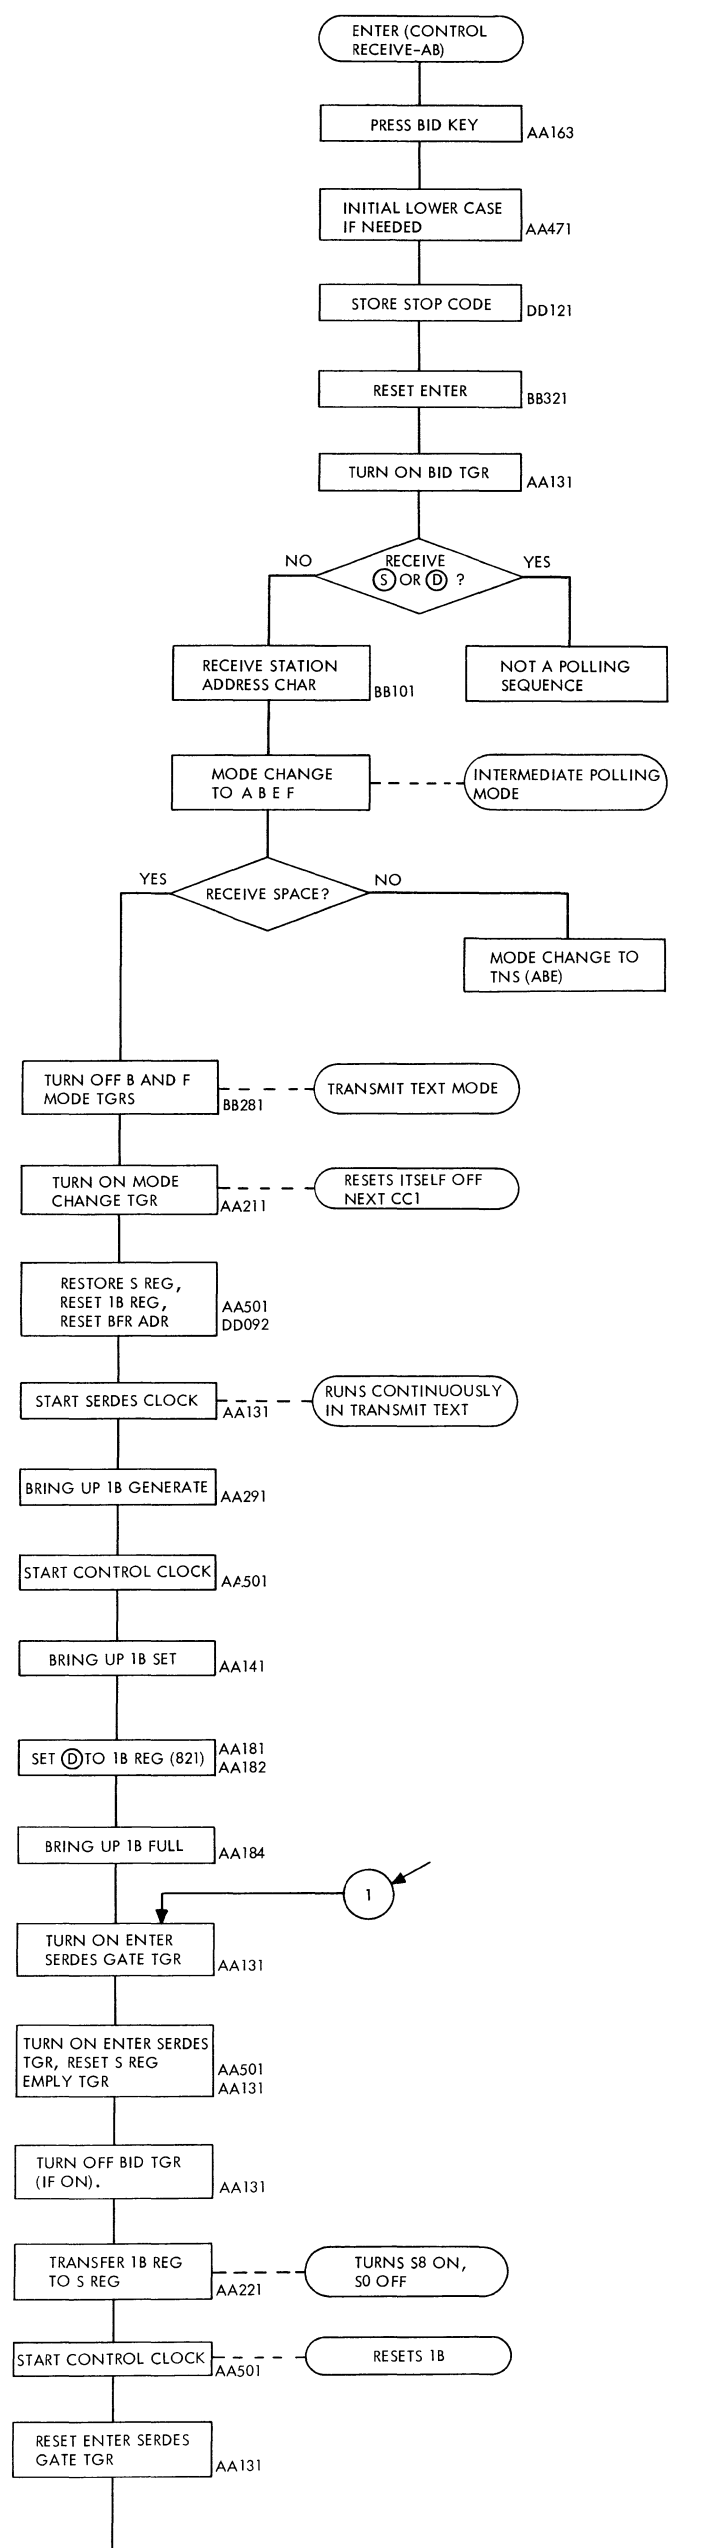 ENTER (CONTROL
RECEIVE-AB)
PRESS BID KEY
AA163
INITIAL LOWER CASE
IF NEEDED
AA471
STORE STOP CODE
DD121
RESET ENTER
BB321
TURN ON BID TGR
AA131
NO
RECEIVE
S OR D ?
YES
RECEIVE STATION
ADDRESS CHAR
BB101
NOT A POLLING
SEQUENCE
MODE CHANGE
TO A B E F
INTERMEDIATE POLLING
MODE
YES
RECEIVE SPACE?
NO
MODE CHANGE TO
TNS (ABE)
TURN OFF B AND F
MODE TGRS
BB281
TRANSMIT TEXT MODE
TURN ON MODE
CHANGE TGR
AA211
RESETS ITSELF OFF
NEXT CC1
RESTORE S REG,
RESET 1B REG,
RESET BFR ADR
AA501
DD092
START SERDES CLOCK
AA131
RUNS CONTINUOUSLY
IN TRANSMIT TEXT
BRING UP 1B GENERATE
AA291
START CONTROL CLOCK
AA501
BRING UP 1B SET
AA141
SET D TO 1B REG (821)
AA181
AA182
BRING UP 1B FULL
AA184
1
TURN ON ENTER
SERDES GATE TGR
AA131
TURN ON ENTER SERDES
TGR, RESET S REG
EMPLY TGR
AA501
AA131
TURN OFF BID TGR
(IF ON).
AA131
TRANSFER 1B REG
TO S REG
AA221
TURNS S8 ON,
S0 OFF
START CONTROL CLOCK
AA501
RESETS 1B
RESET ENTER SERDES
GATE TGR
AA131